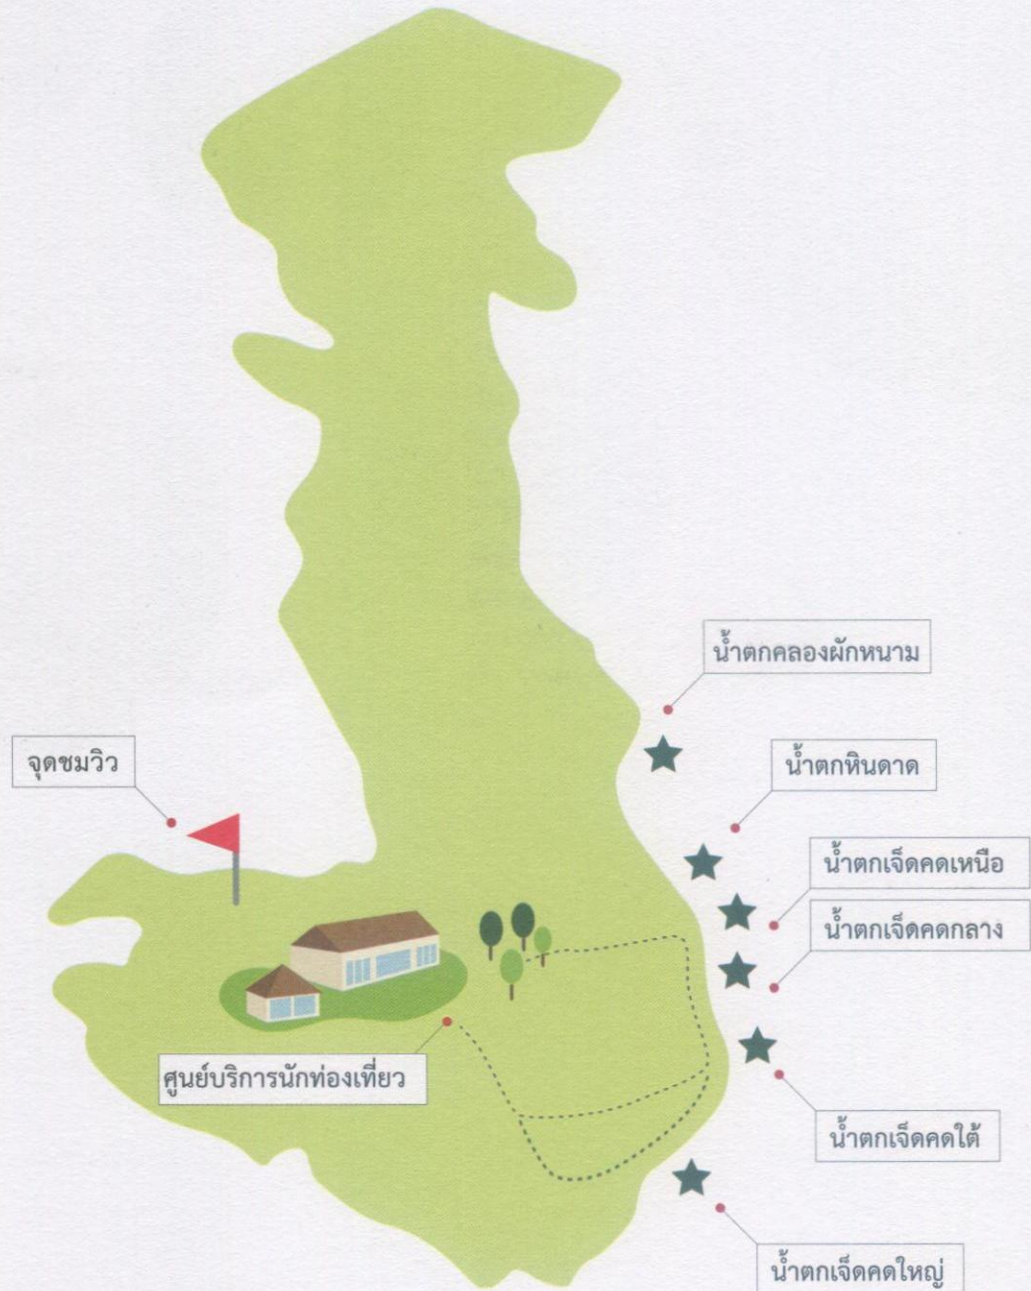 น้ำตกคลองผักหนาม
จุดชมวิว
น้ำตกหินดาด
น้ำตกเจ็ดคดเหนือ
น้ำตกเจ็ดคดกลาง
ศูนย์บริการนักท่องเที่ยว
น้ำตกเจ็ดคดใต้
น้ำตกเจ็ดคดใหญ่